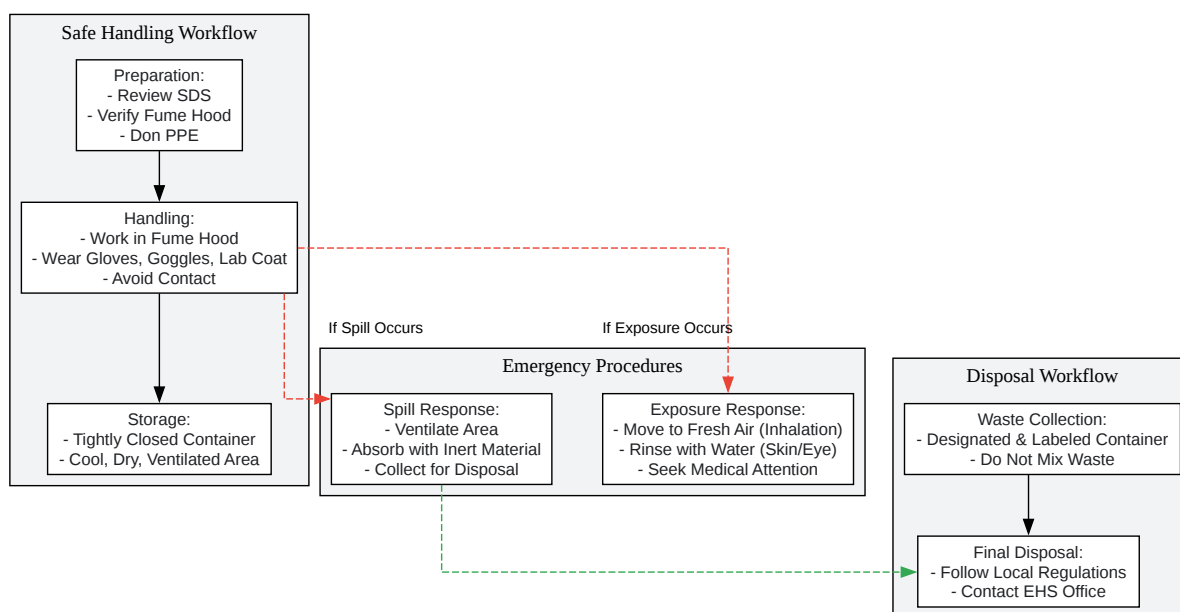 Safe Handling Workflow
Preparation:
- Review SDS
- Verify Fume Hood
- Don PPE
Handling:
- Work in Fume Hood
- Wear Gloves, Goggles, Lab Coat
- Avoid Contact
Storage:
- Tightly Closed Container
- Cool, Dry, Ventilated Area
If Spill Occurs
If Exposure Occurs
Emergency Procedures
Spill Response:
- Ventilate Area
- Absorb with Inert Material
- Collect for Disposal
Exposure Response:
- Move to Fresh Air (Inhalation)
- Rinse with Water (Skin/Eye)
- Seek Medical Attention
Disposal Workflow
Waste Collection:
- Designated & Labeled Container
- Do Not Mix Waste
Final Disposal:
- Follow Local Regulations
- Contact EHS Office